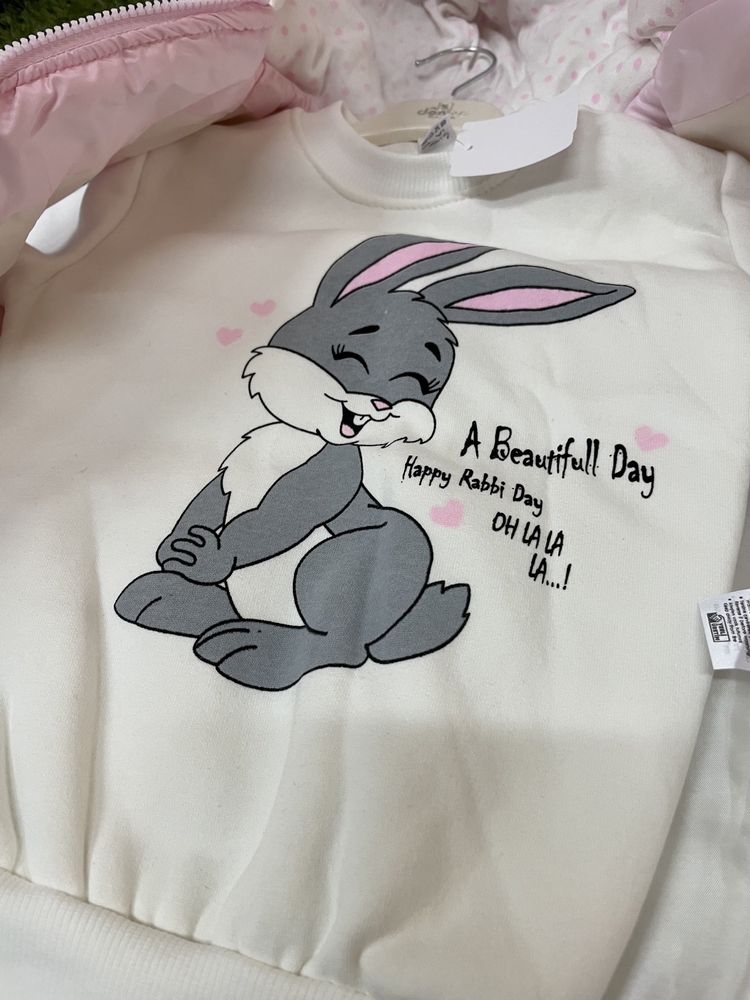 A Beautifull Day
Happy Rabbi Day
OH LA LA
LA...!